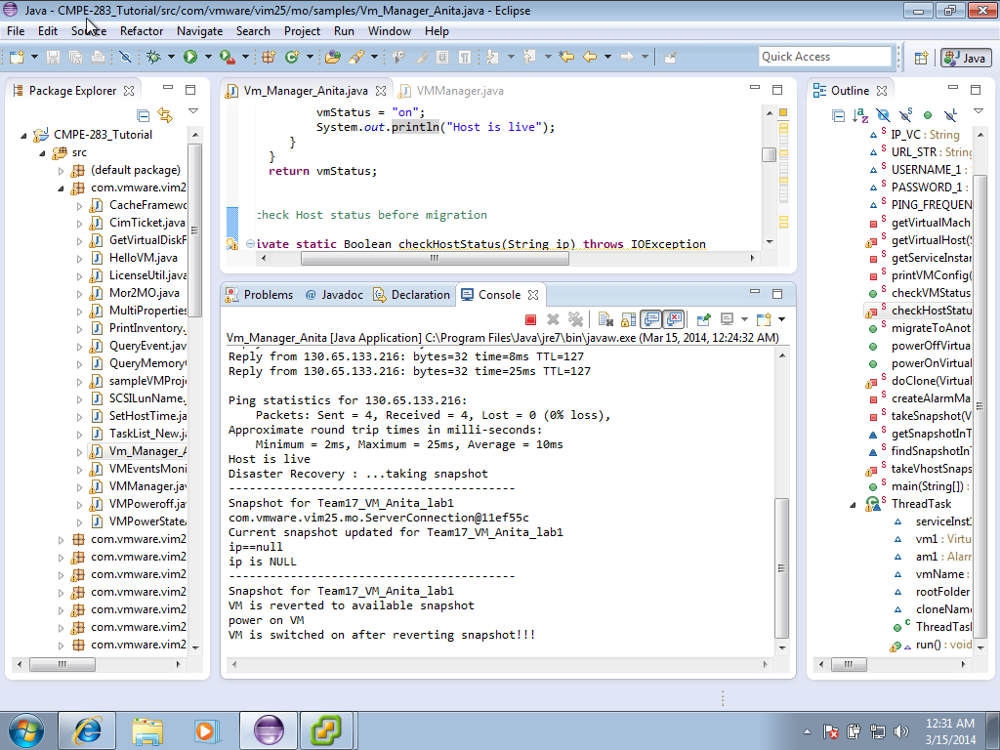 Java - CMPE-283_Tutorial/src/com/vmware/vim25/mo/samples/Vm_Manager_Anita.java - Eclipse
File Edit Source Refactor Navigate Search Project Run Window Help
Quick Access
Java
Package Explorer
CMPE-283_Tutorial
src
(default package)
com.vmware.vim2
CacheFramewo
CimTicket.java
GetVirtualDiskF
HelloVM.java
LicenseUtil.java
Mor2MO.java
MultiProperties
PrintInventory.
QueryEvent.jav
QueryMemory
sampleVMProj
SCSILunName.
SetHostTime.ja
TaskList_New.ja
Vm_Manager_A
VMEventsMoni
VMManager.jav
VMPoweroff.jav
VMPowerState
com.vmware.vim2
com.vmware.vim2
com.vmware.vim2
com.vmware.vim2
com.vmware.vim2
com.vmware.vim2
com.vmware.vim2
Vm_Manager_Anita.java VMManager.java
vmStatus = "on";
System.out.println("Host is live");
}
}
return vmStatus;
check Host status before migration
ivate static Boolean checkHostStatus(String ip) throws IOException
Problems @ Javadoc Declaration Console
Vm_Manager_Anita [Java Application] C:\Program Files\Java\jre7\bin\javaw.exe (Mar 15, 2014, 12:24:32 AM)
Reply from 130.65.133.216: bytes=32 time=8ms TTL=127
Reply from 130.65.133.216: bytes=32 time=25ms TTL=127
Ping statistics for 130.65.133.216:
Packets: Sent = 4, Received = 4, Lost = 0 (0% loss),
Approximate round trip times in milli-seconds:
Minimum = 2ms, Maximum = 25ms, Average = 10ms
Host is live
Disaster Recovery : ...taking snapshot
-----------------------------------------
Snapshot for Team17_VM_Anita_lab1
com.vmware.vim25.mo.ServerConnection@11ef55c
Current snapshot updated for Team17_VM_Anita_lab1
ip==null
ip is NULL
-----------------------------------------
Snapshot for Team17_VM_Anita_lab1
VM is reverted to available snapshot
power on VM
VM is switched on after reverting snapshot!!!
Outline
IP_VC : String
URL_STR : String
USERNAME_1 :
PASSWORD_1 :
PING_FREQUEN
getVirtualMach
getVirtualHost(S
getServiceInstan
printVMConfig(
checkVMStatus
checkHostStatu
migrateToAnot
powerOffVirtua
powerOnVirtual
doClone(Virtual
createAlarmMa
takeSnapshot(V
getSnapshotInT
findSnapshotInT
takeVhostSnaps
main(String[]) :
ThreadTask
serviceInst
vm1 : Virtu
am1 : Alarm
vmName :
rootFolder
cloneName
ThreadTask
run() : void
12:31 AM
3/15/2014